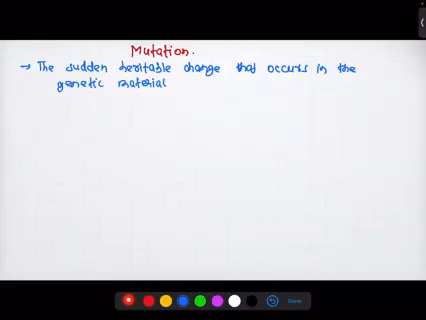 Mutation.
→ The sudden heritable change that occurs in the
genetic material
Done